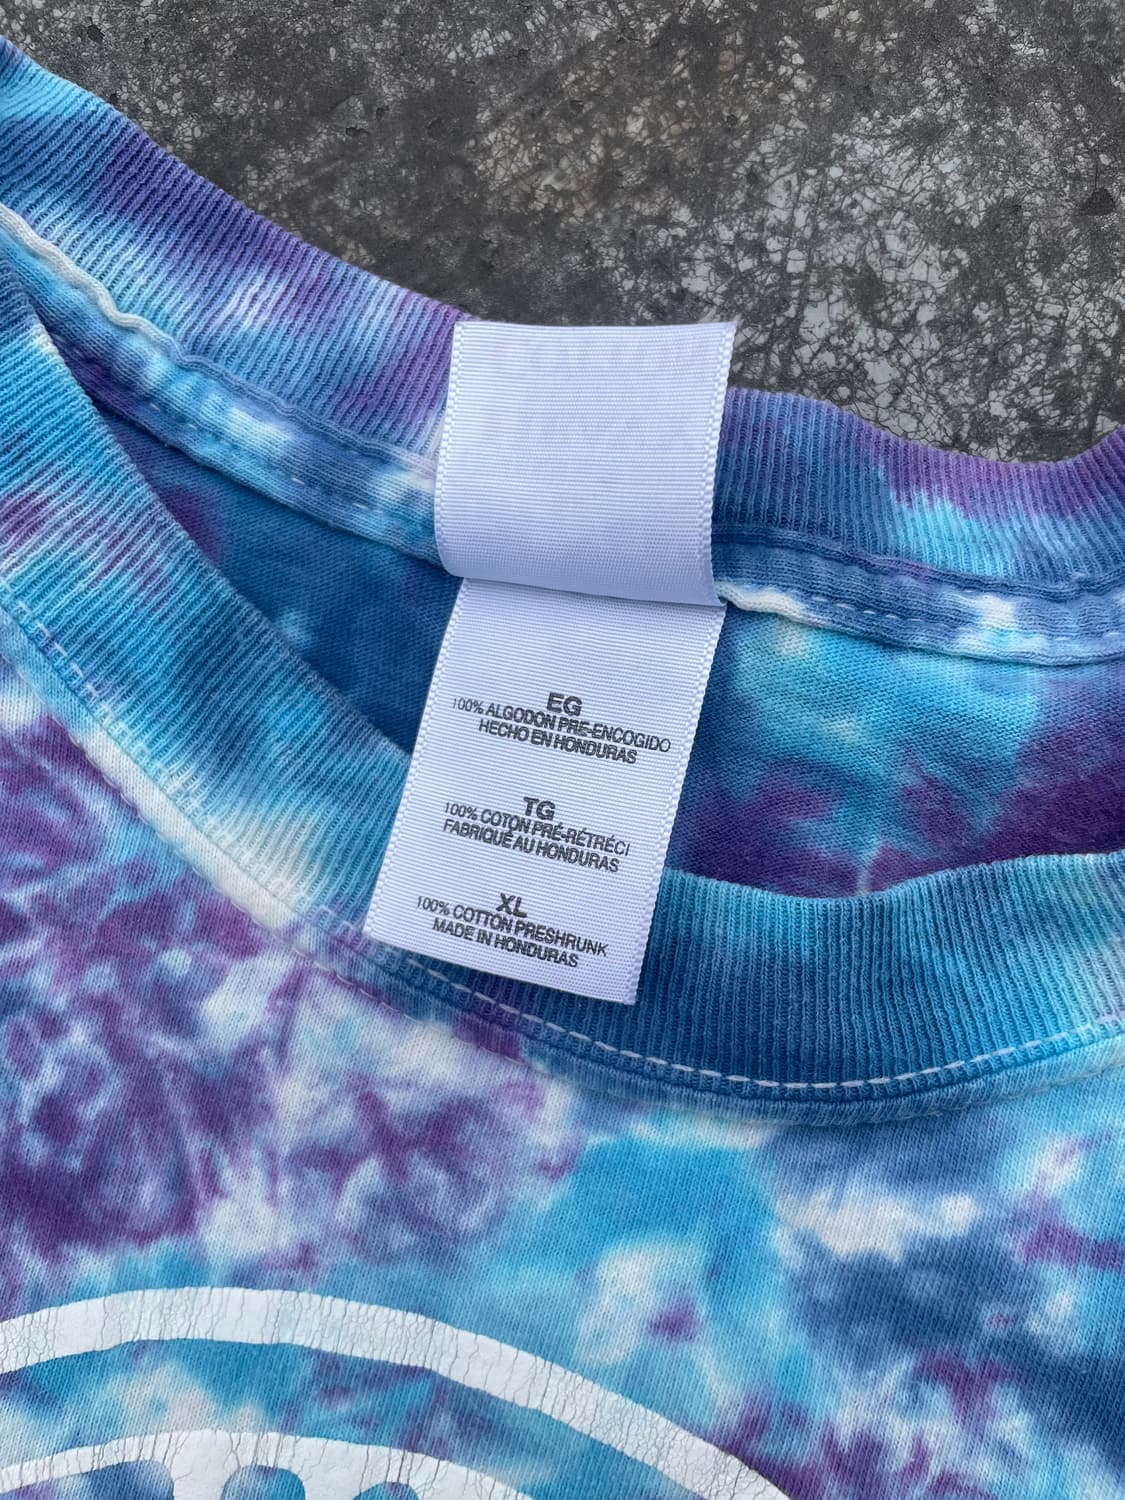 EG
100% ALGODON PRE-ENCOGIDO
HECHO EN HONDURAS
TG
100% COTON PRÉ-RÉTRÉCI
FABRIQUÉ AU HONDURAS
XL
100% COTTON PRESHRUNK
MADE IN HONDURAS